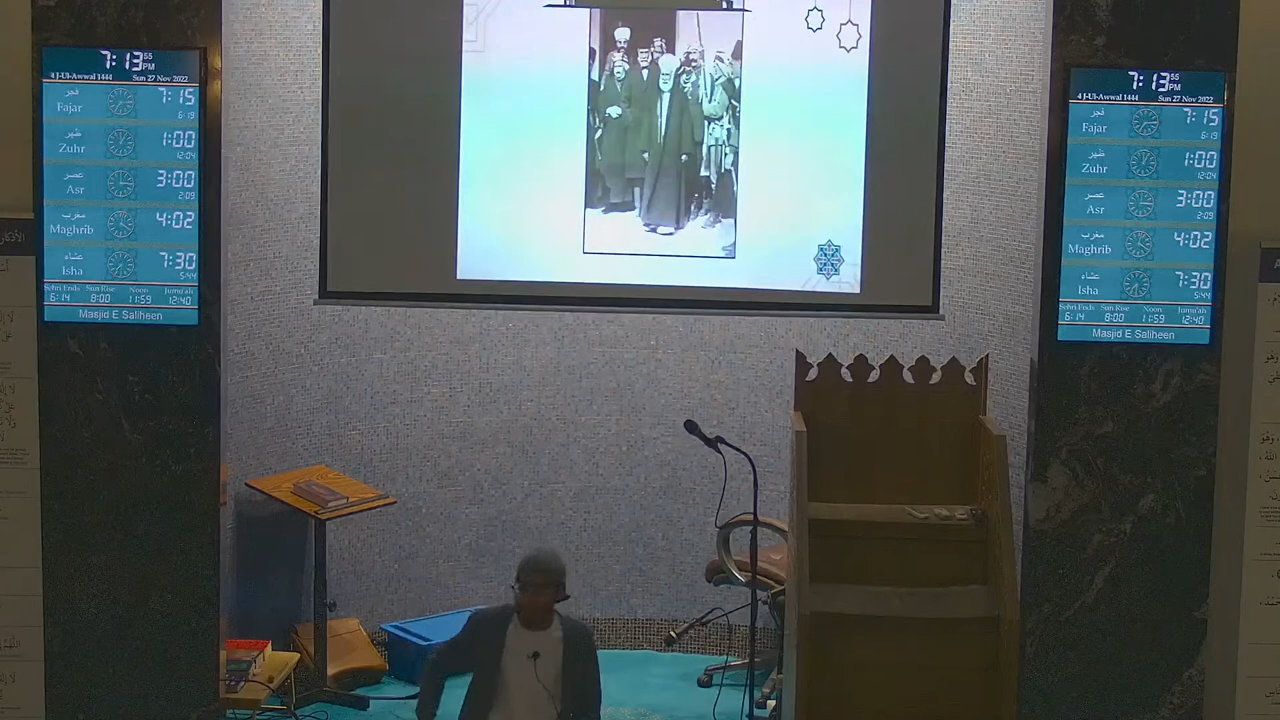 7:13 55 PM
4 J-Ul-Awwal 1444 Sun 27 Nov 2022
فجر
Fajar 7:15
6:19
ظهر
Zuhr 1:00
12:04
عصر
Asr 3:00
2:09
مغرب
Maghrib 4:02
عشاء
Isha 7:30
5:44
Sehri Ends Sun Rise Noon Jumu'ah
6:14 8:00 11:59 12:40
Masjid E Saliheen
7:13 55 PM
4 J-Ul-Awwal 1444 Sun 27 Nov 2022
فجر
Fajar 7:15
6:19
ظهر
Zuhr 1:00
12:04
عصر
Asr 3:00
2:09
مغرب
Maghrib 4:02
عشاء
Isha 7:30
5:44
Sehri Ends Sun Rise Noon Jumu'ah
6:14 8:00 11:59 12:40
Masjid E Saliheen